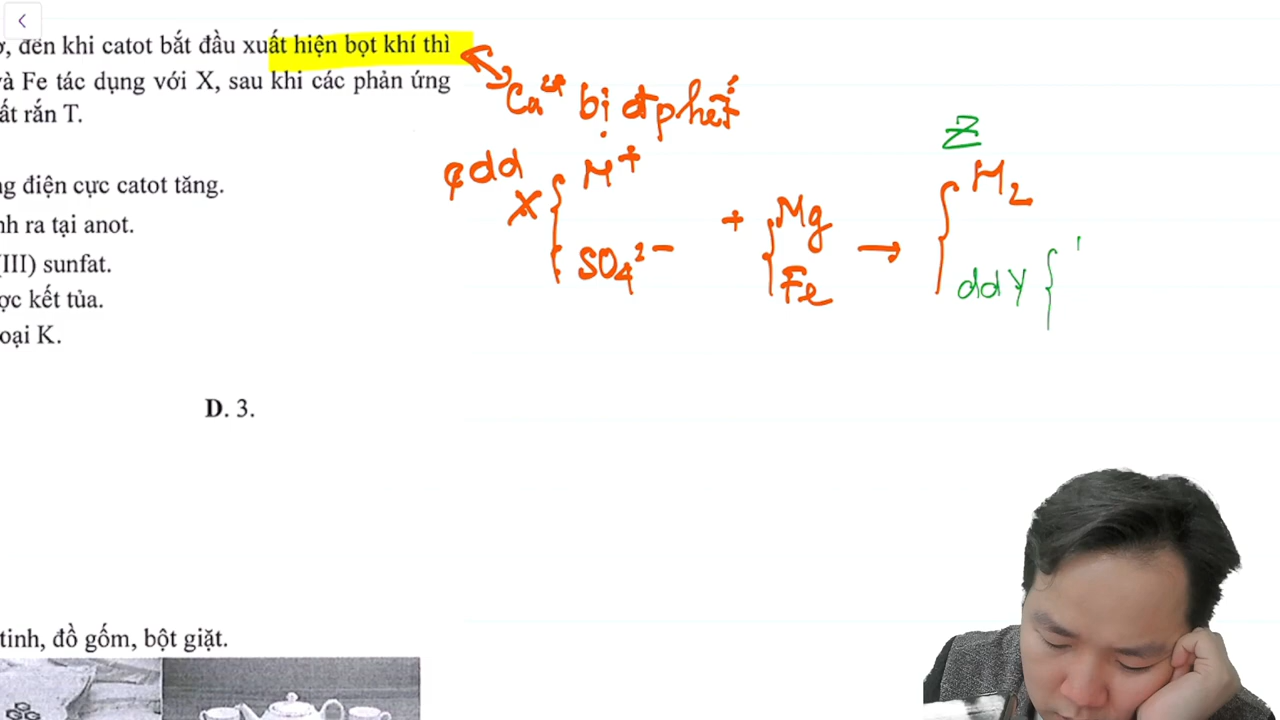 , đến khi catot bắt đầu xuất hiện bọt khí thì
và Fe tác dụng với X, sau khi các phản ứng
ất rắn T.
ng điện cực catot tăng.
nh ra tại anot.
(III) sunfat.
ợc kết tủa.
oại K.
D. 3.
tinh, đồ gốm, bột giặt.
Cu²⁺ bị đp hết
dd
X { H⁺
SO₄²⁻
+ { Mg
Fe
→
Z
{ H₂
dd Y {